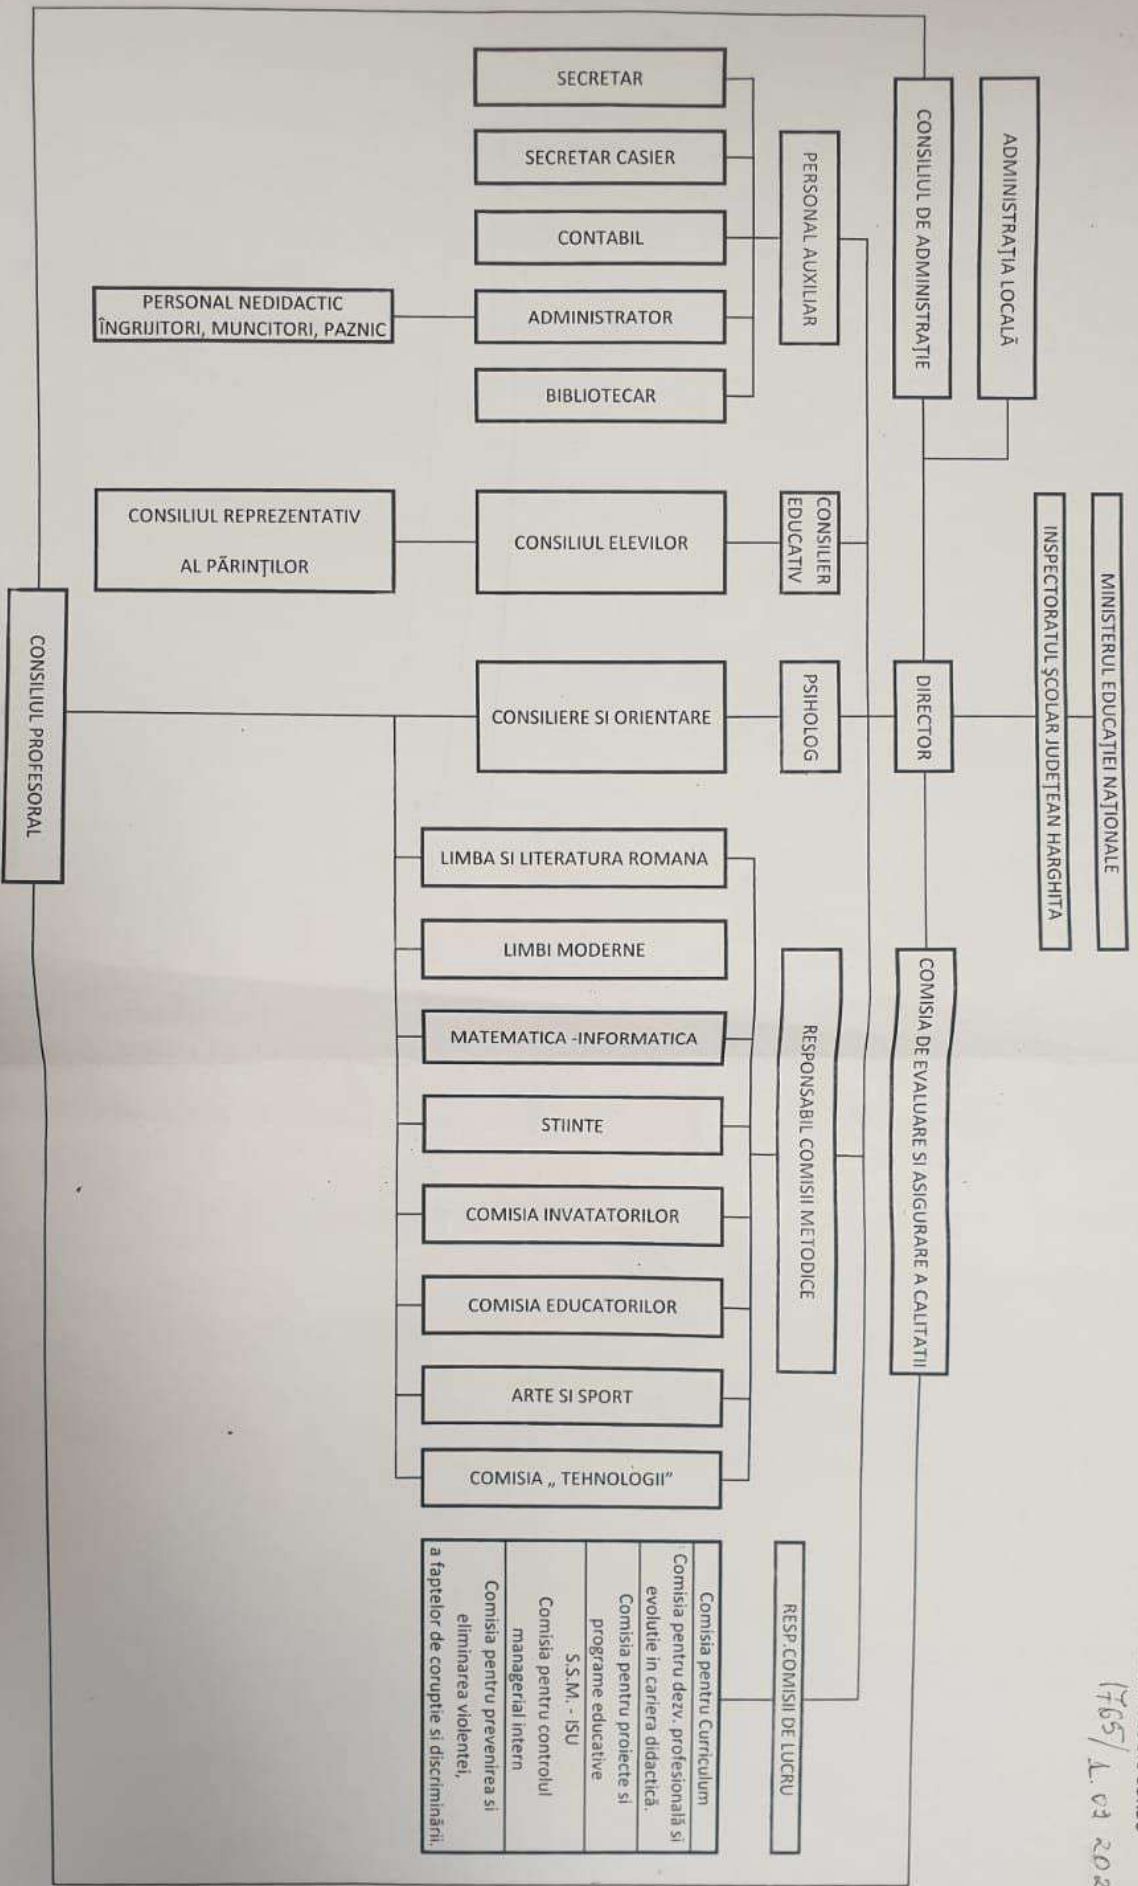 1765/1.09 202
MINISTERUL EDUCAȚIEI NAȚIONALE
INSPECTORATUL ȘCOLAR JUDEȚEAN HARGHITA
ADMINISTRAȚIA LOCALĂ
CONSILIUL DE ADMINISTRAȚIE
DIRECTOR
COMISIA DE EVALUARE SI ASIGURARE A CALITATII
PERSONAL AUXILIAR
CONSILIER
EDUCATIV
PSIHOLOG
RESPONSABIL COMISII METODICE
RESP.COMISII DE LUCRU
SECRETAR
SECRETAR CASIER
CONTABIL
ADMINISTRATOR
BIBLIOTECAR
CONSILIUL ELEVILOR
CONSILIERE SI ORIENTARE
LIMBA SI LITERATURA ROMANA
LIMBI MODERNE
MATEMATICA -INFORMATICA
STIINTE
COMISIA INVATATORILOR
COMISIA EDUCATORILOR
ARTE SI SPORT
COMISIA „ TEHNOLOGII”
Comisia pentru Curriculum
Comisia pentru dezv. profesională si
evolutie in cariera didactică.
Comisia pentru proiecte si
programe educative
S.S.M. - ISU
Comisia pentru controlul
managerial intern
Comisia pentru prevenirea si
eliminarea violentei,
a faptelor de coruptie si discriminării.
PERSONAL NEDIDACTIC
ÎNGRIJITORI, MUNCITORI, PAZNIC
CONSILIUL REPREZENTATIV
AL PĂRINȚILOR
CONSILIUL PROFESORAL